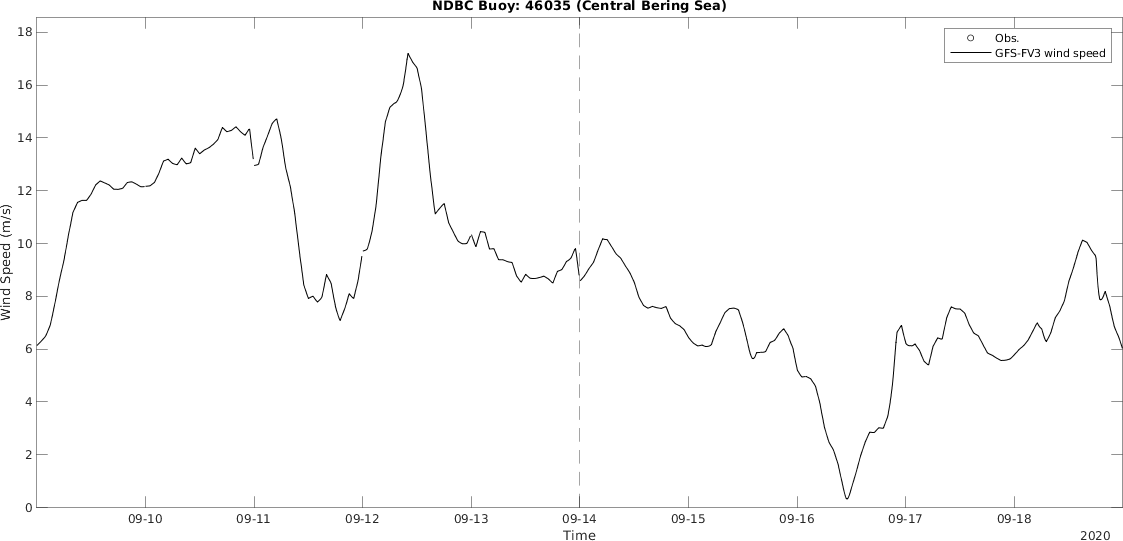 NDBC Buoy: 46035 (Central Bering Sea)
18
16
14
12
10
8
6
4
2
0
Wind Speed (m/s)
Obs.
GFS-FV3 wind speed
09-10 09-11 09-12 09-13 09-14 09-15 09-16 09-17 09-18
Time
2020